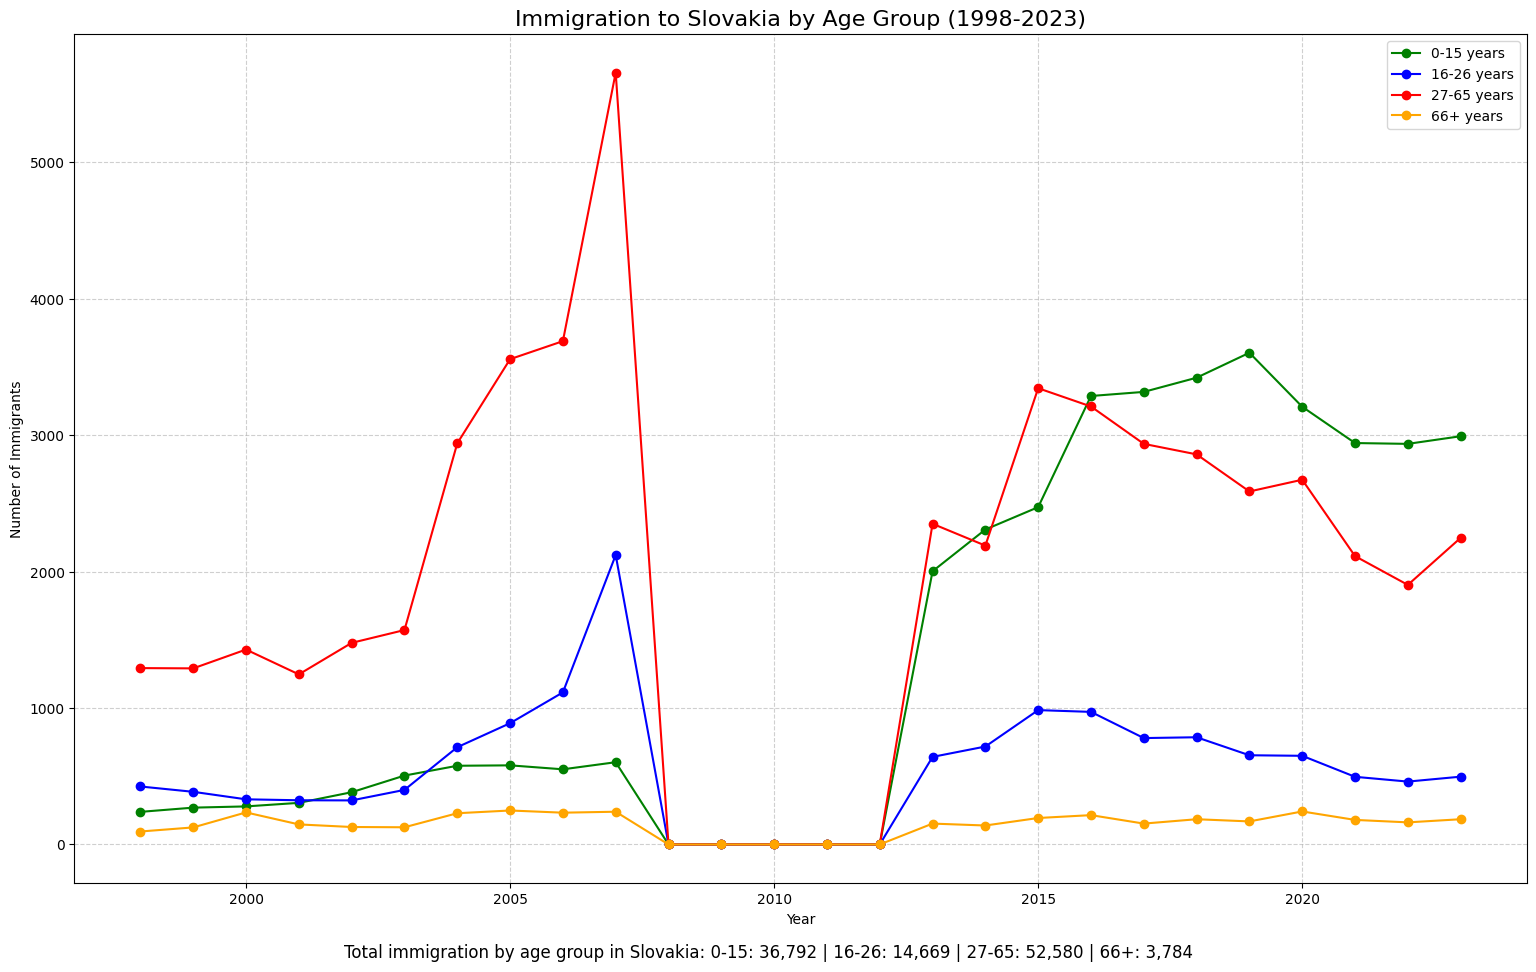 Immigration to Slovakia by Age Group (1998-2023)
0-15 years
16-26 years
27-65 years
66+ years
Number of Immigrants
5000
4000
3000
2000
1000
0
2000
2005
2010
2015
2020
Year
Total immigration by age group in Slovakia: 0-15: 36,792 | 16-26: 14,669 | 27-65: 52,580 | 66+: 3,784